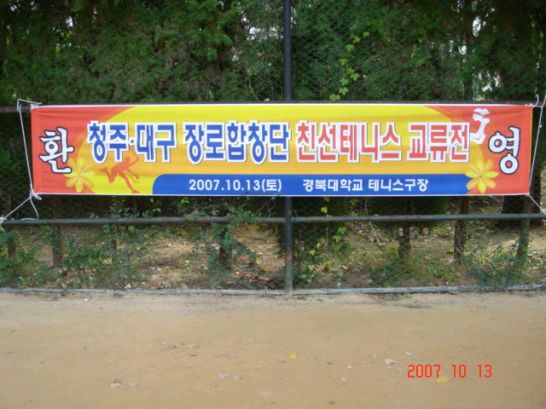 환 영
청주·대구 장로합창단 친선테니스 교류전
2007.10.13(토) 경북대학교 테니스구장
2007 10 13